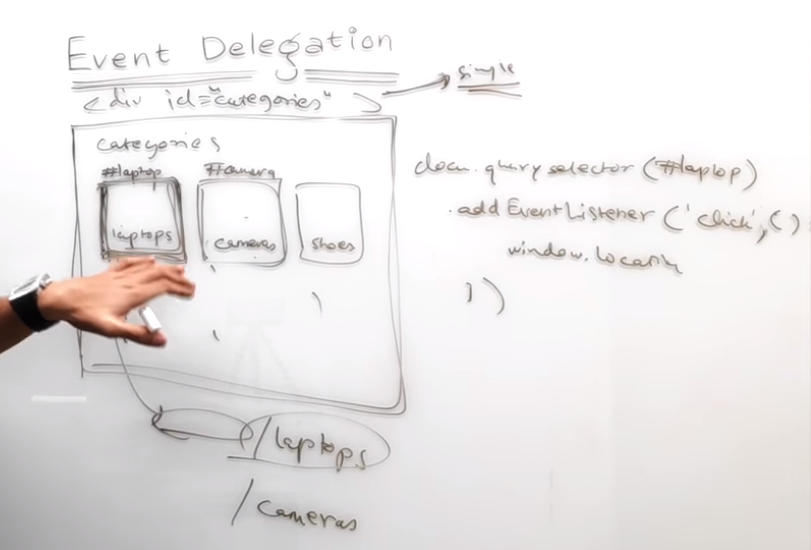 Event Delegation
<div id="categories" >
single
categories
#laptop #camera
laptops cameras shoes
docu.queryselector (#laptop)
.addEventListener ('click', ()
window.locatin
})
/laptops
/cameras